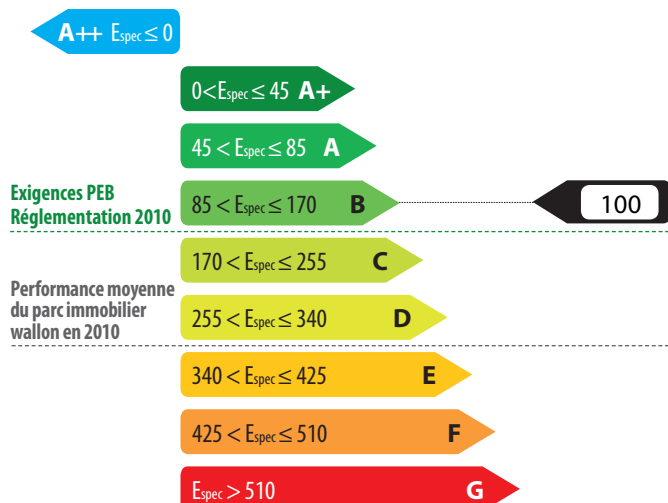 A++ Espec ≤ 0
0<Espec ≤ 45 A+
45 < Espec ≤ 85 A
Exigences PEB
Réglementation 2010
85 < Espec ≤ 170 B
100
170 < Espec ≤ 255 C
Performance moyenne
du parc immobilier
wallon en 2010
255 < Espec ≤ 340 D
340 < Espec ≤ 425 E
425 < Espec ≤ 510 F
Espec > 510 G